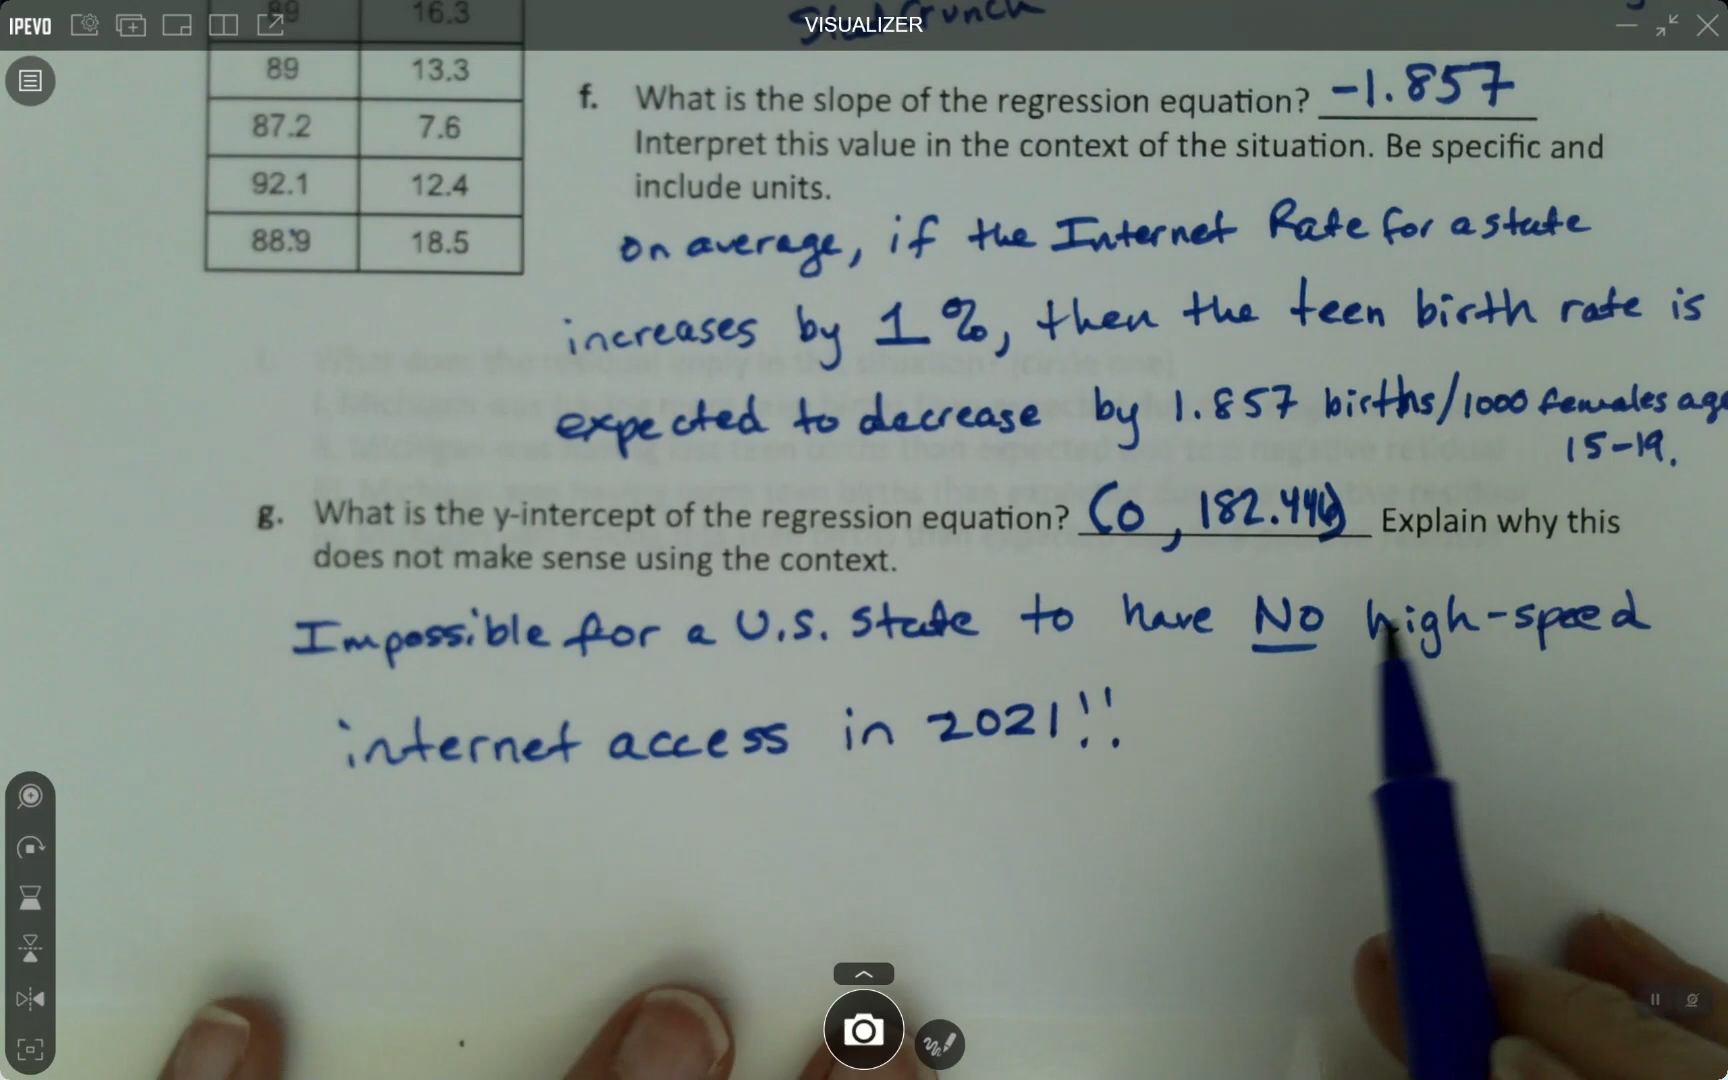 IPEVO
VISUALIZER
89 16.3
Crunch
89 13.3
87.2 7.6
92.1 12.4
88.9 18.5
f. What is the slope of the regression equation? -1.857
Interpret this value in the context of the situation. Be specific and
include units.
on average, if the Internet Rate for a state
increases by 1%, then the teen birth rate is
expected to decrease by 1.857 births/1000 females age
15-19.
g. What is the y-intercept of the regression equation? (0, 182.446) Explain why this
does not make sense using the context.
Impossible for a U.S. State to have NO high-speed
internet access in 2021!!